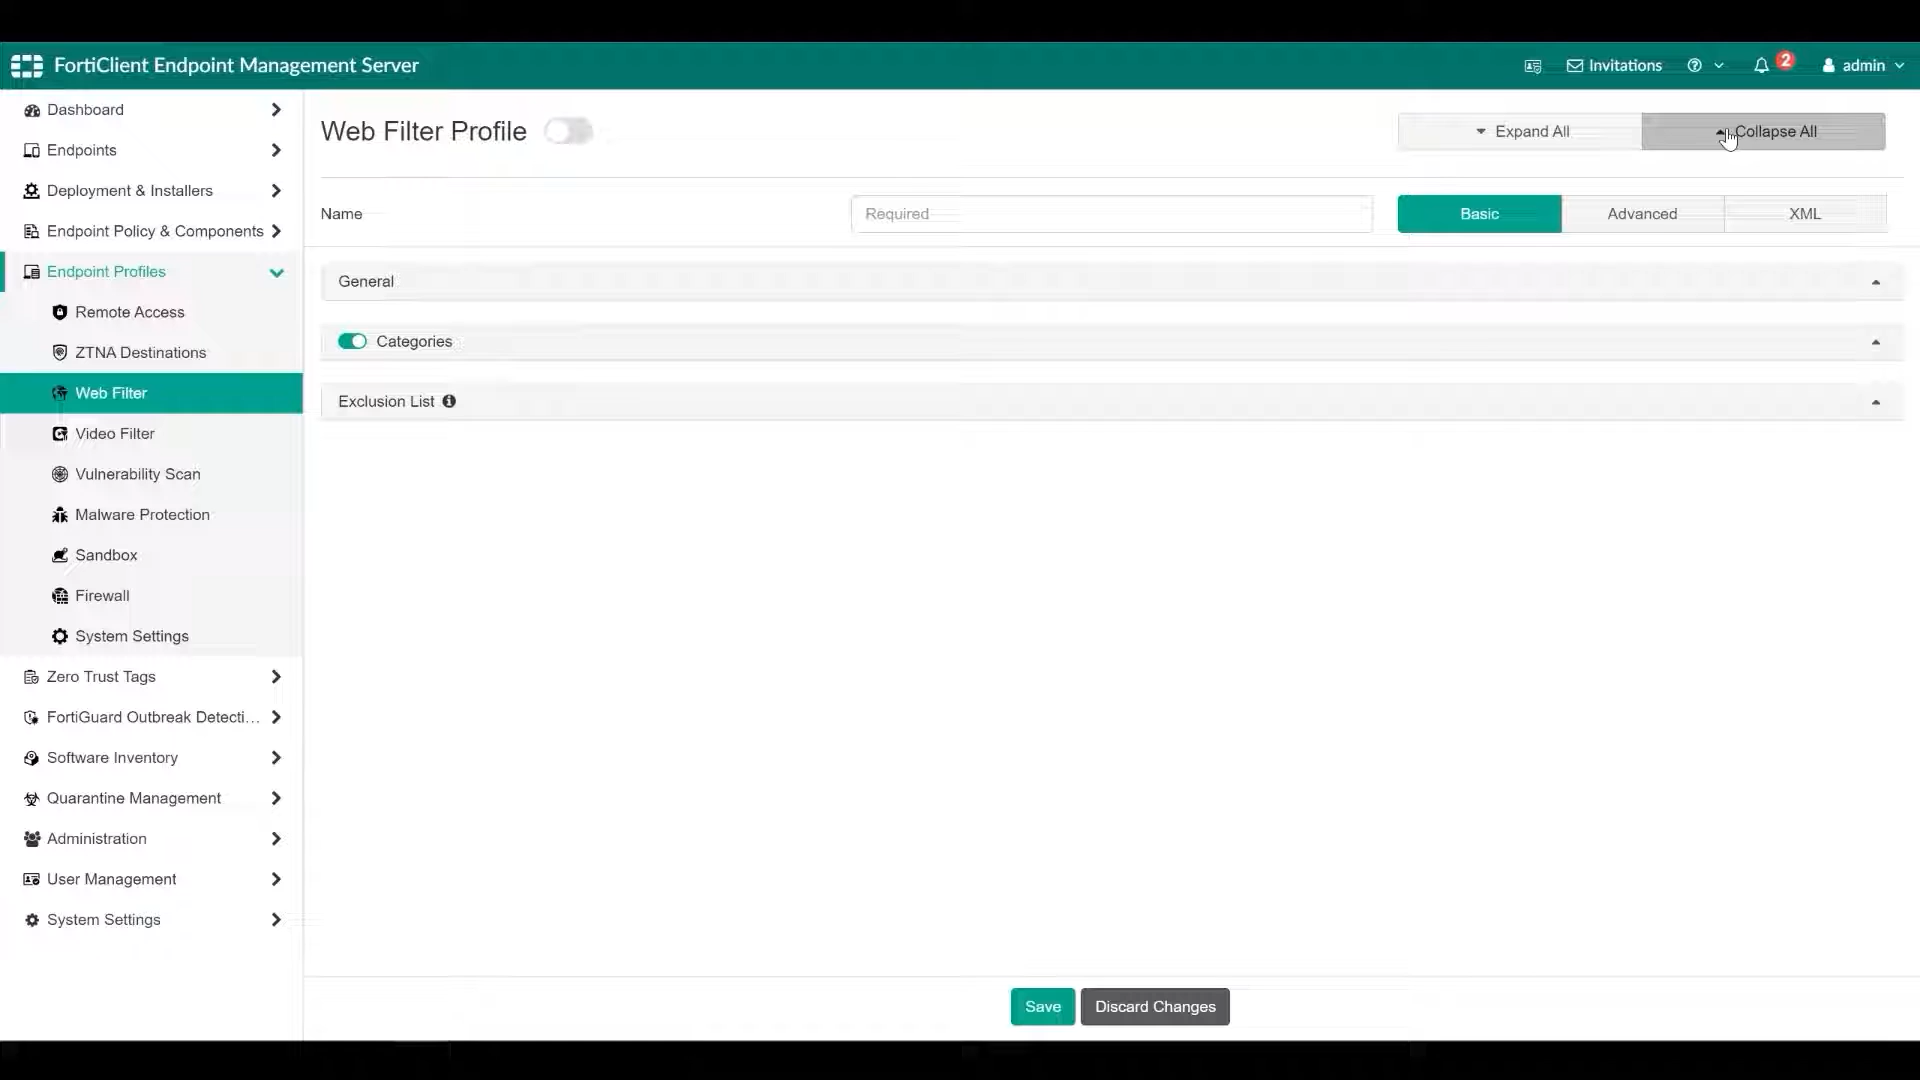 FortiClient Endpoint Management Server
Invitations
2
admin
Dashboard
Endpoints
Deployment & Installers
Endpoint Policy & Components
Endpoint Profiles
Remote Access
ZTNA Destinations
Web Filter
Video Filter
Vulnerability Scan
Malware Protection
Sandbox
Firewall
System Settings
Zero Trust Tags
FortiGuard Outbreak Detecti...
Software Inventory
Quarantine Management
Administration
User Management
System Settings
Web Filter Profile
Expand All
Collapse All
Name
Required
Basic
Advanced
XML
General
Categories
Exclusion List
Save
Discard Changes